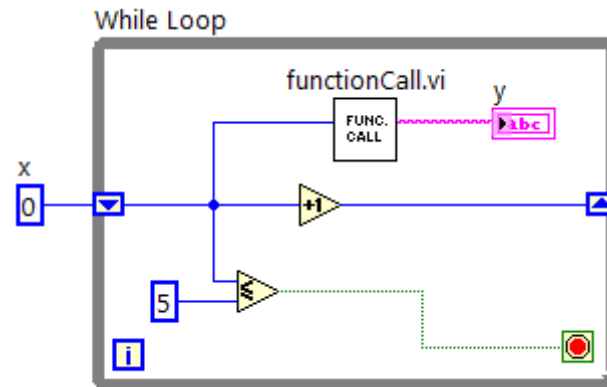 While Loop
functionCall.vi
y
FUNC.
CALL
abc
x
0
+1
≤
5
i